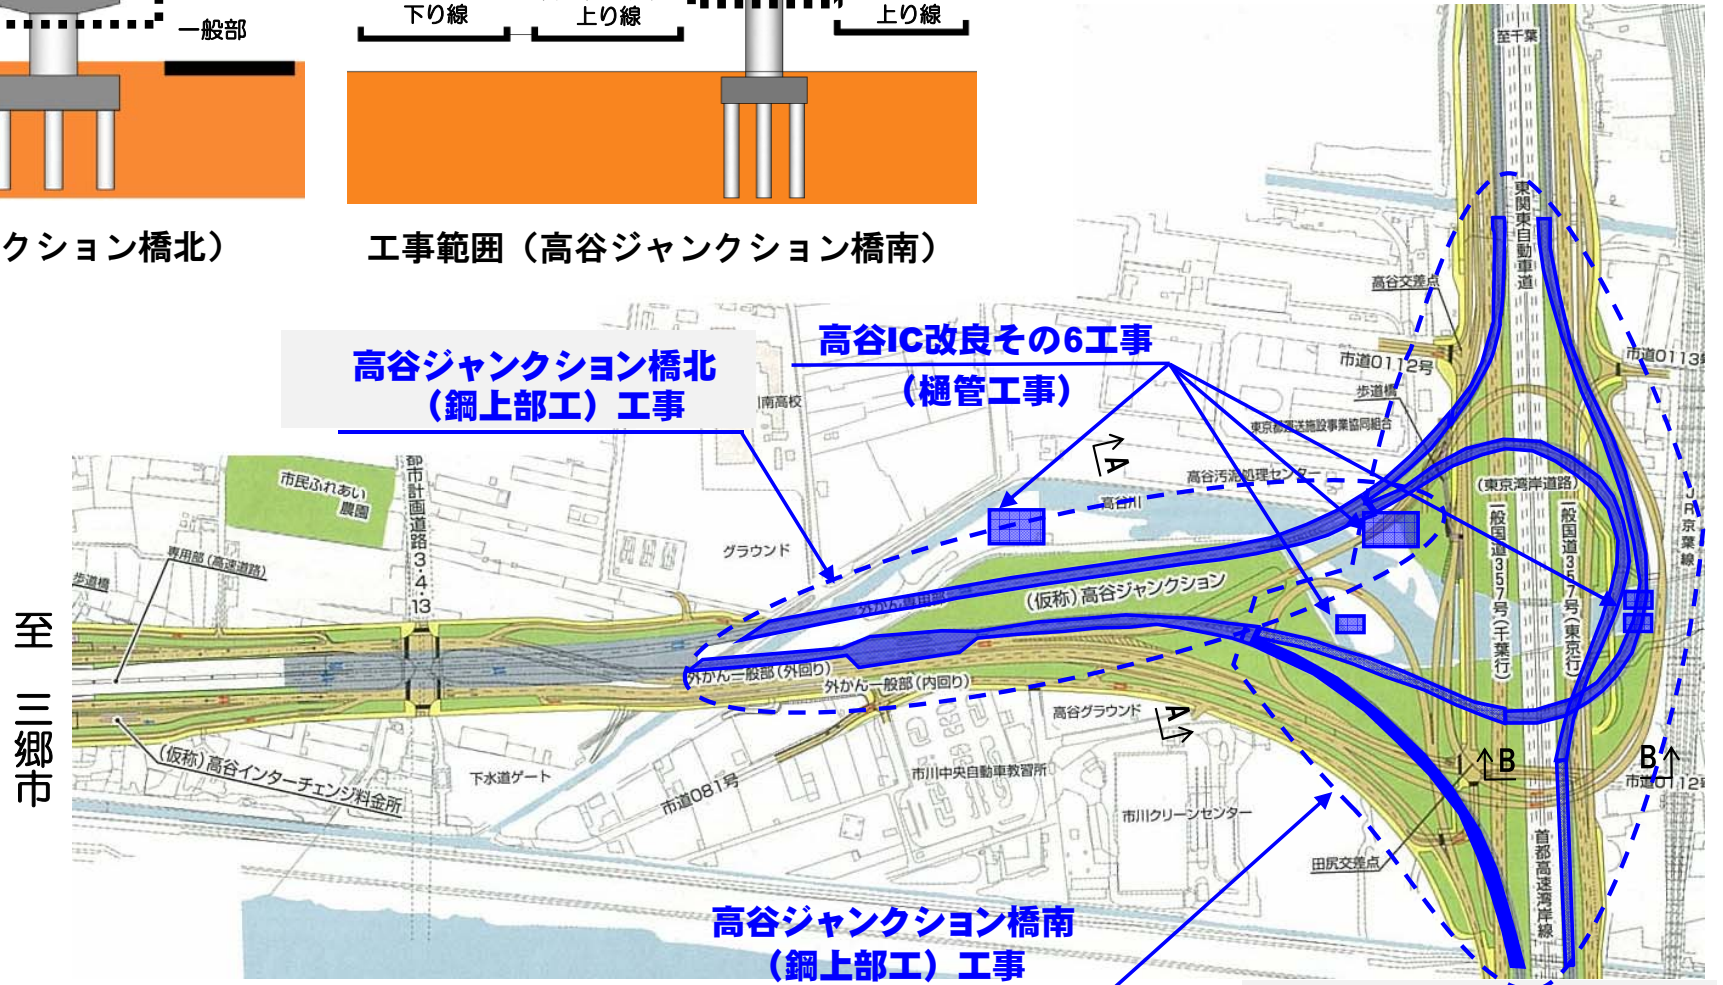 一般部
下り線
上り線
上り線
クション橋北）
工事範囲（高谷ジャンクション橋南）
至千葉
東関東自動車道
高谷交差点
高谷ジャンクション橋北
（鋼上部工）工事
高谷IC改良その6工事
（樋管工事）
市道0112号
市道0113
歩道橋
南高校
東京都運送施設事業協同組合
A
高谷汚泥処理センター
高谷川
（東京湾岸道路）
JR京葉線
一般国道357号（千葉行）
一般国道357号（東京行）
都市計画道路3・4・13
市民ふれあい
農園
専用部（高速道路）
歩道橋
グラウンド
外かん専用部
（仮称）高谷ジャンクション
至 三郷市
外かん一般部（外回り）
外かん一般部（内回り）
高谷グラウンド
A
B
B
市道0112号
（仮称）高谷インターチェンジ料金所
下水道ゲート
市道081号
市川中央自動車教習所
市川クリーンセンター
田尻交差点
首都高速湾岸線
高谷ジャンクション橋南
（鋼上部工）工事